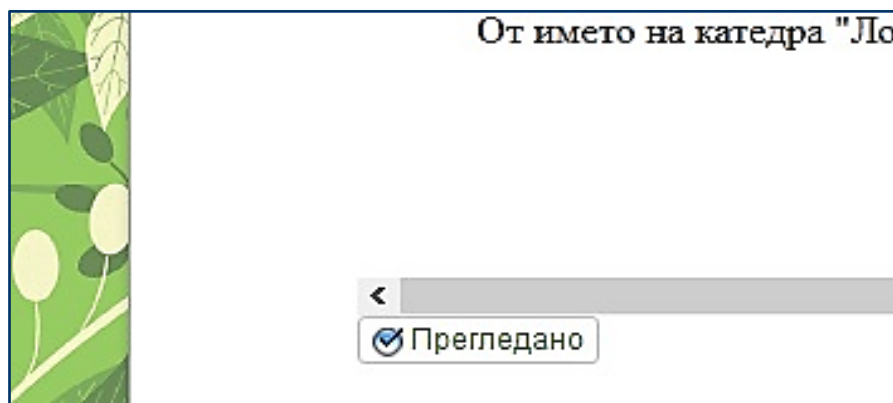 От името на катедра "Ло
Прегледано